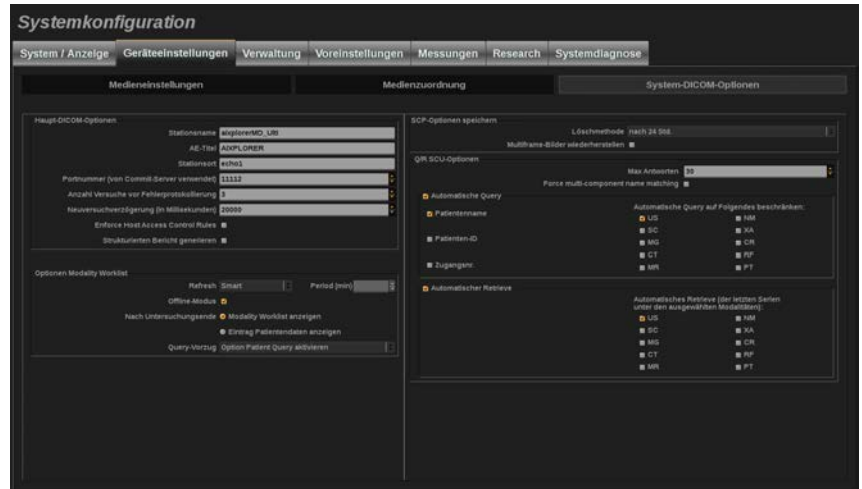 Systemkonfiguration
System / Anzeige Geräteeinstellungen Verwaltung Voreinstellungen Messungen Research Systemdiagnose
Medieneinstellungen Medienzuordnung System-DICOM-Optionen
Haupt-DICOM-Optionen
Stationsname aixplorerMD_Ulti
AE-Titel AIXPLORER
Stationsort echo1
Portnummer (von Commit-Server verwendet) 11112
Anzahl Versuche vor Fehlerprotokollierung 3
Neuversuchverzögerung (in Millisekunden) 20000
Enforce Host Access Control Rules
Strukturierten Bericht generieren
Optionen Modality Worklist
Refresh Smart Period (min)
Offline-Modus
Nach Untersuchungsende Modality Worklist anzeigen
Eintrag Patientendaten anzeigen
Query-Vorzug Option Patient Query aktivieren
SCP-Optionen speichern
Löschmethode nach 24 Std.
Multiframe-Bilder wiederherstellen
Q/R SCU-Optionen
Max Antworten 30
Force multi-component name matching
Automatische Query
Automatische Query auf Folgendes beschränken:
Patientenname
US NM
SC XA
Patienten-ID
MG CR
CT RF
Zugangsnr.
MR PT
Automatischer Retrieve
Automatisches Retrieve (der letzten Serien
unter den ausgewählten Modalitäten):
US NM
SC XA
MG CR
CT RF
MR PT